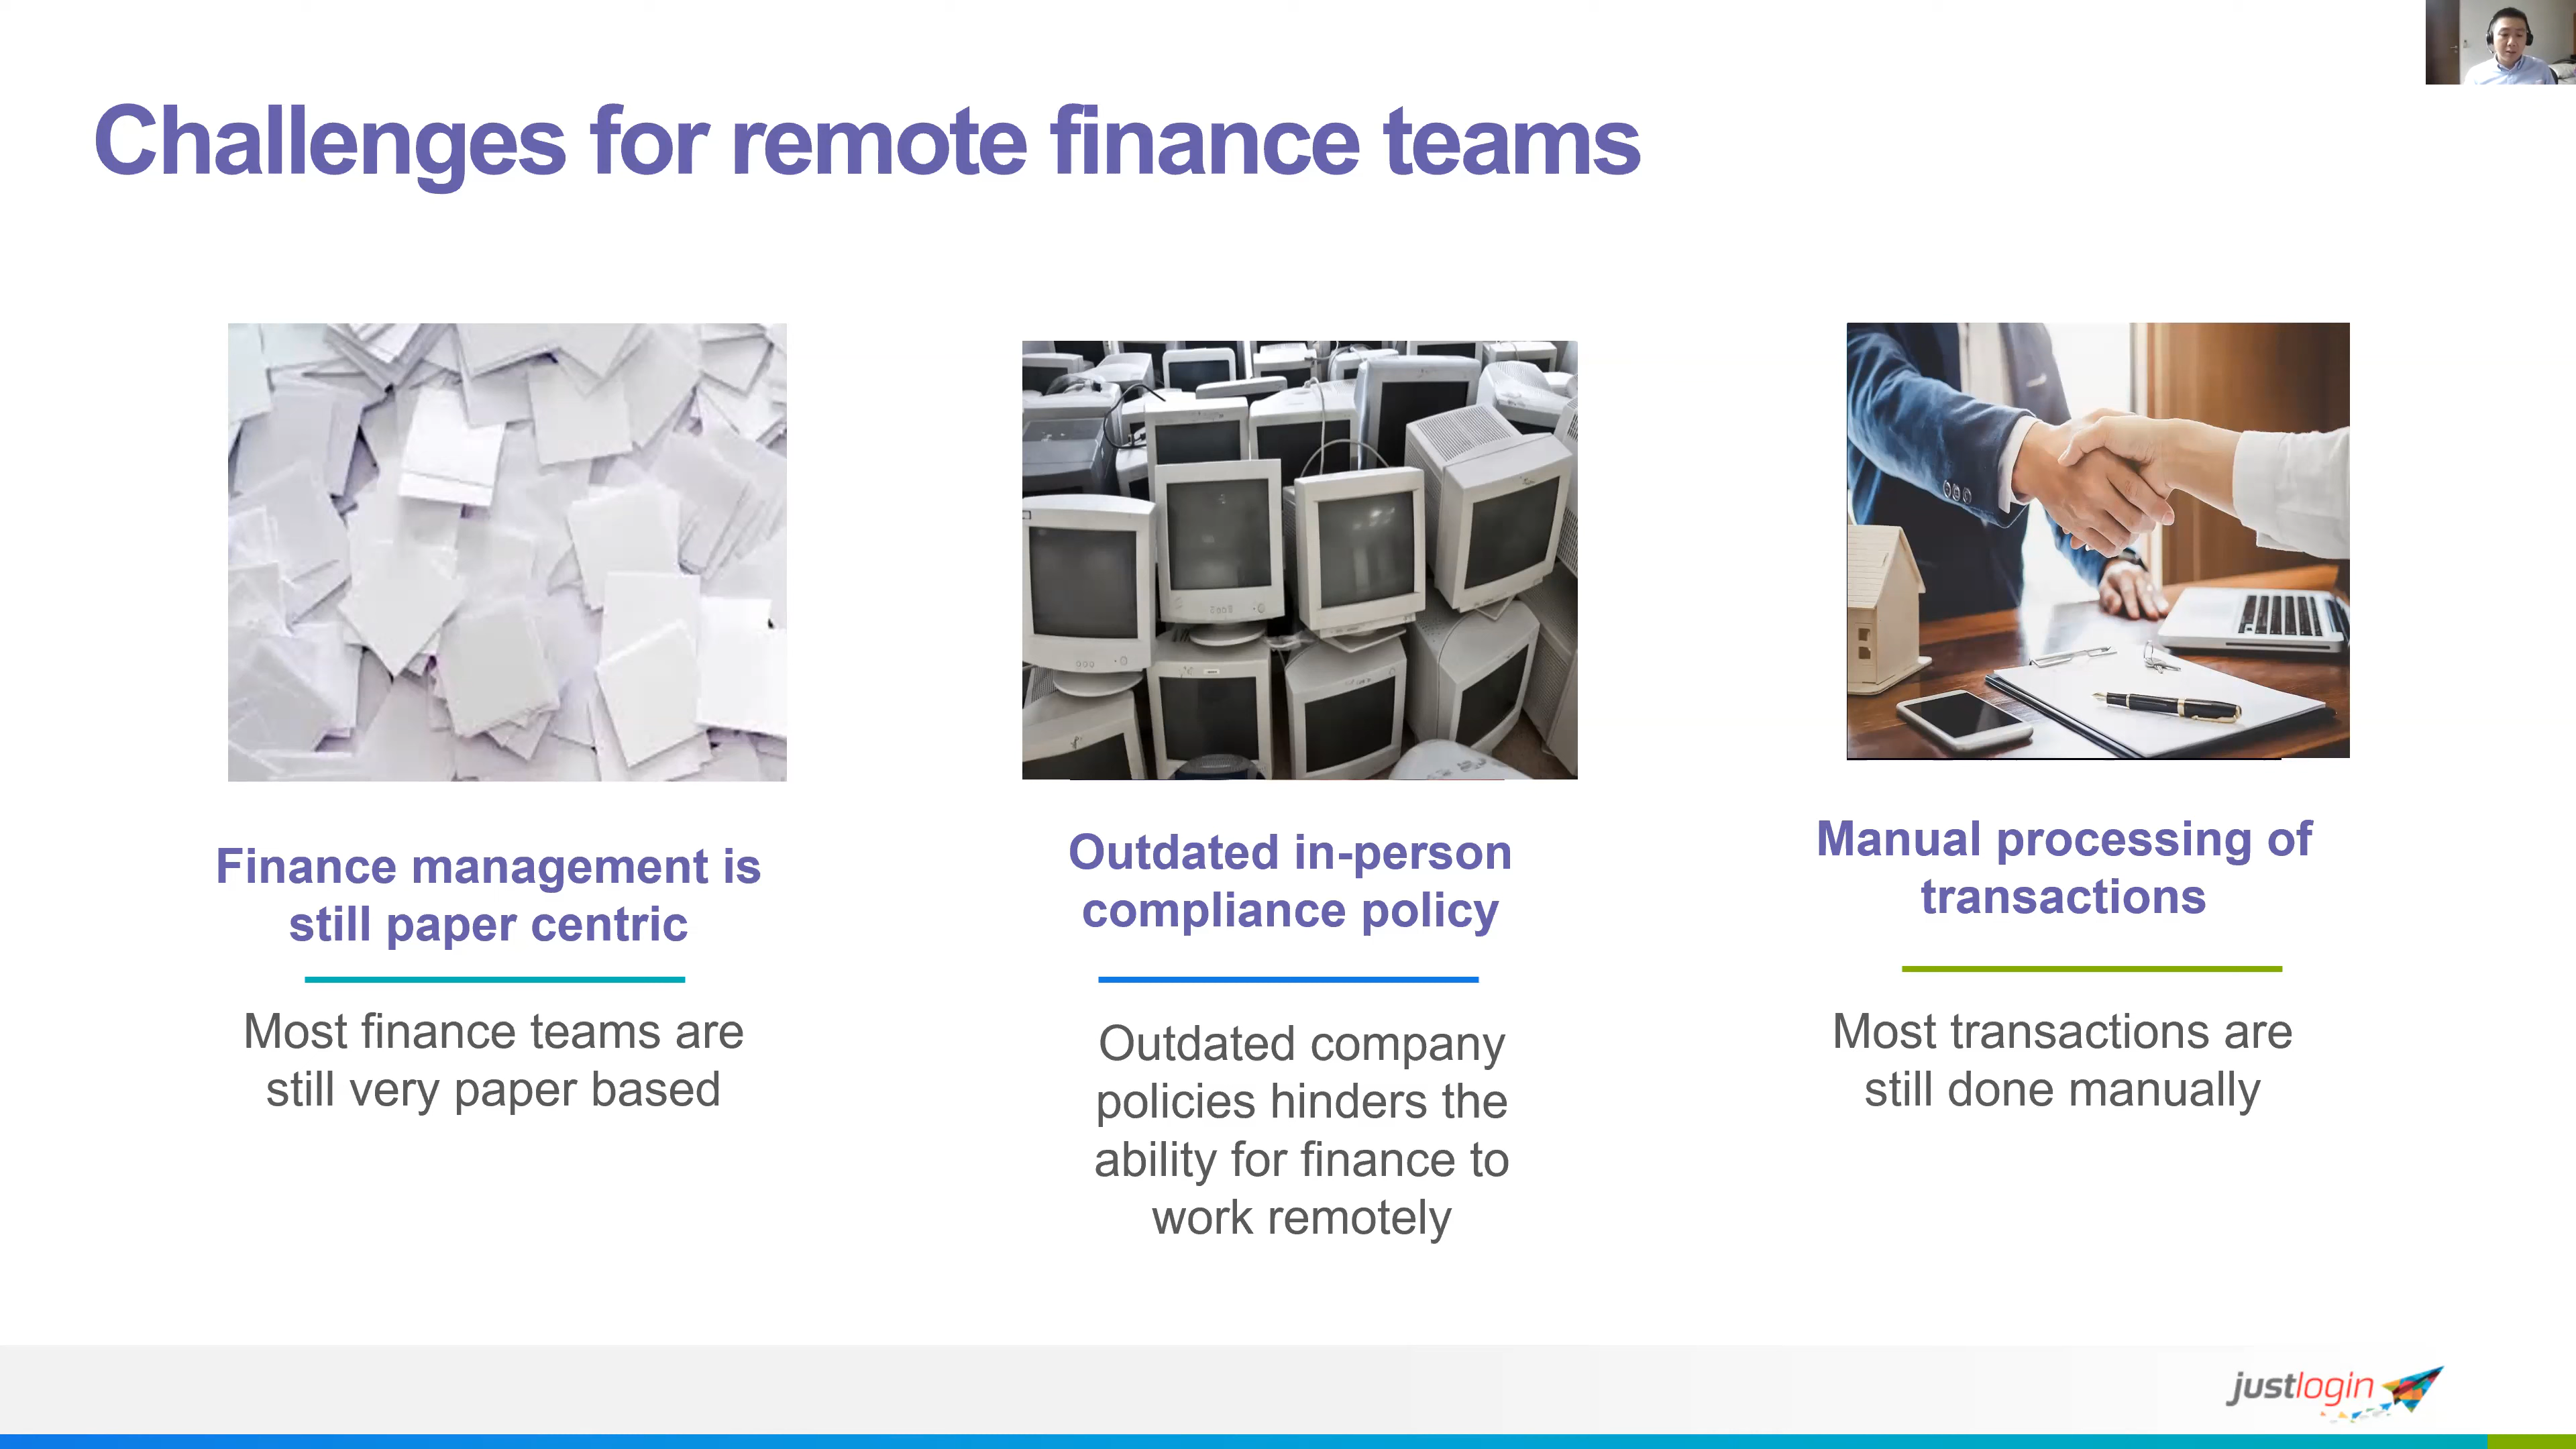 Challenges for remote finance teams
Finance management is
still paper centric
Most finance teams are
still very paper based
Outdated in-person
compliance policy
Outdated company
policies hinders the
ability for finance to
work remotely
Manual processing of
transactions
Most transactions are
still done manually
justlogin